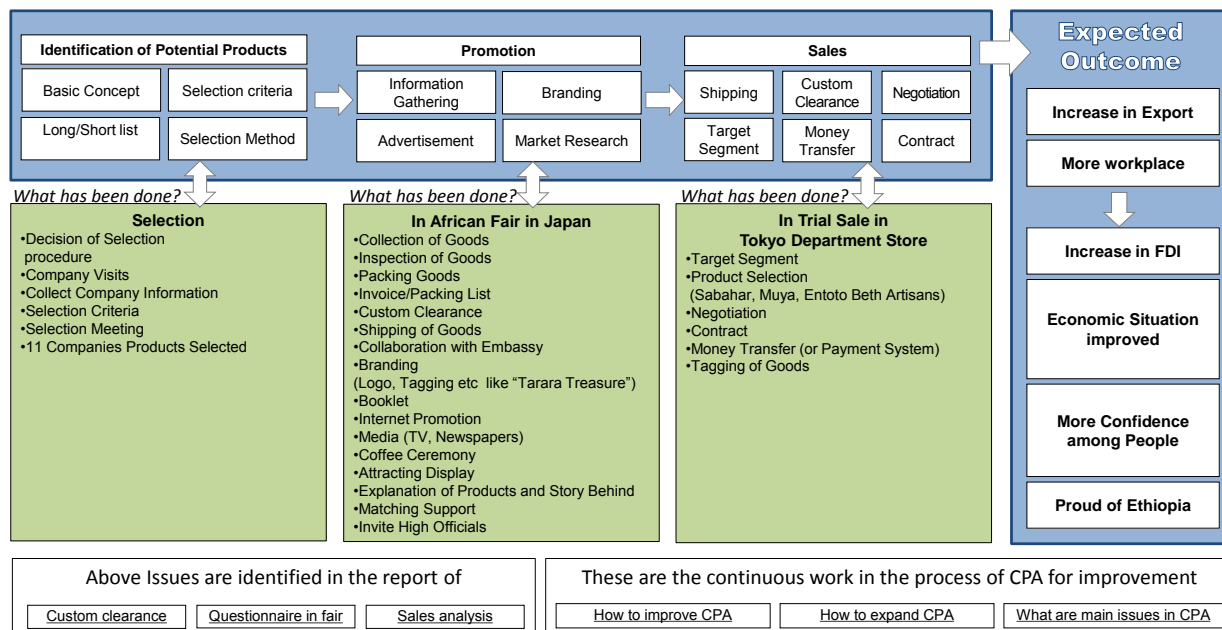 Identification of Potential Products
Basic Concept
Selection criteria
Long/Short list
Selection Method
Promotion
Information
Gathering
Branding
Advertisement
Market Research
Sales
Shipping
Custom
Clearance
Negotiation
Target
Segment
Money
Transfer
Contract
Expected
Outcome
Increase in Export
More workplace
Increase in FDI
Economic Situation
improved
More Confidence
among People
Proud of Ethiopia
What has been done?
Selection
•Decision of Selection
procedure
•Company Visits
•Collect Company Information
•Selection Criteria
•Selection Meeting
•11 Companies Products Selected
What has been done?
In African Fair in Japan
•Collection of Goods
•Inspection of Goods
•Packing Goods
•Invoice/Packing List
•Custom Clearance
•Shipping of Goods
•Collaboration with Embassy
•Branding
(Logo, Tagging etc like “Tarara Treasure”)
•Booklet
•Internet Promotion
•Media (TV, Newspapers)
•Coffee Ceremony
•Attracting Display
•Explanation of Products and Story Behind
•Matching Support
•Invite High Officials
What has been done?
In Trial Sale in
Tokyo Department Store
•Target Segment
•Product Selection
(Sabahar, Muya, Entoto Beth Artisans)
•Negotiation
•Contract
•Money Transfer (or Payment System)
•Tagging of Goods
Above Issues are identified in the report of
Custom clearance
Questionnaire in fair
Sales analysis
These are the continuous work in the process of CPA for improvement
How to improve CPA
How to expand CPA
What are main issues in CPA